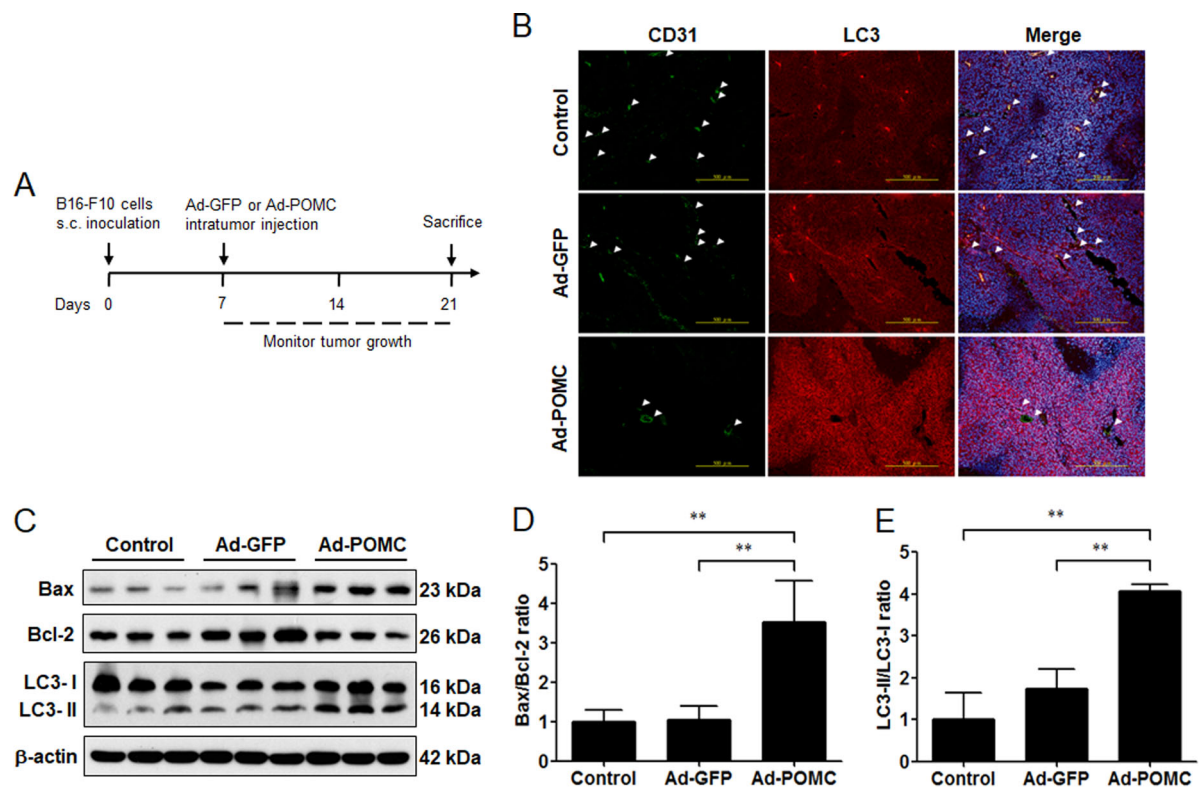 A
B16-F10 cells
s.c. inoculation
Ad-GFP or Ad-POMC
intratumor injection
Sacrifice
Days 0 7 14 21
Monitor tumor growth
B
CD31 LC3 Merge
Control
Ad-GFP
Ad-POMC
C
Control Ad-GFP Ad-POMC
Bax 23 kDa
Bcl-2 26 kDa
LC3- I 16 kDa
LC3- II 14 kDa
β-actin 42 kDa
D
**
**
Bax/Bcl-2 ratio
5
4
3
2
1
0
Control Ad-GFP Ad-POMC
E
**
**
LC3-II/LC3-I ratio
5
4
3
2
1
0
Control Ad-GFP Ad-POMC